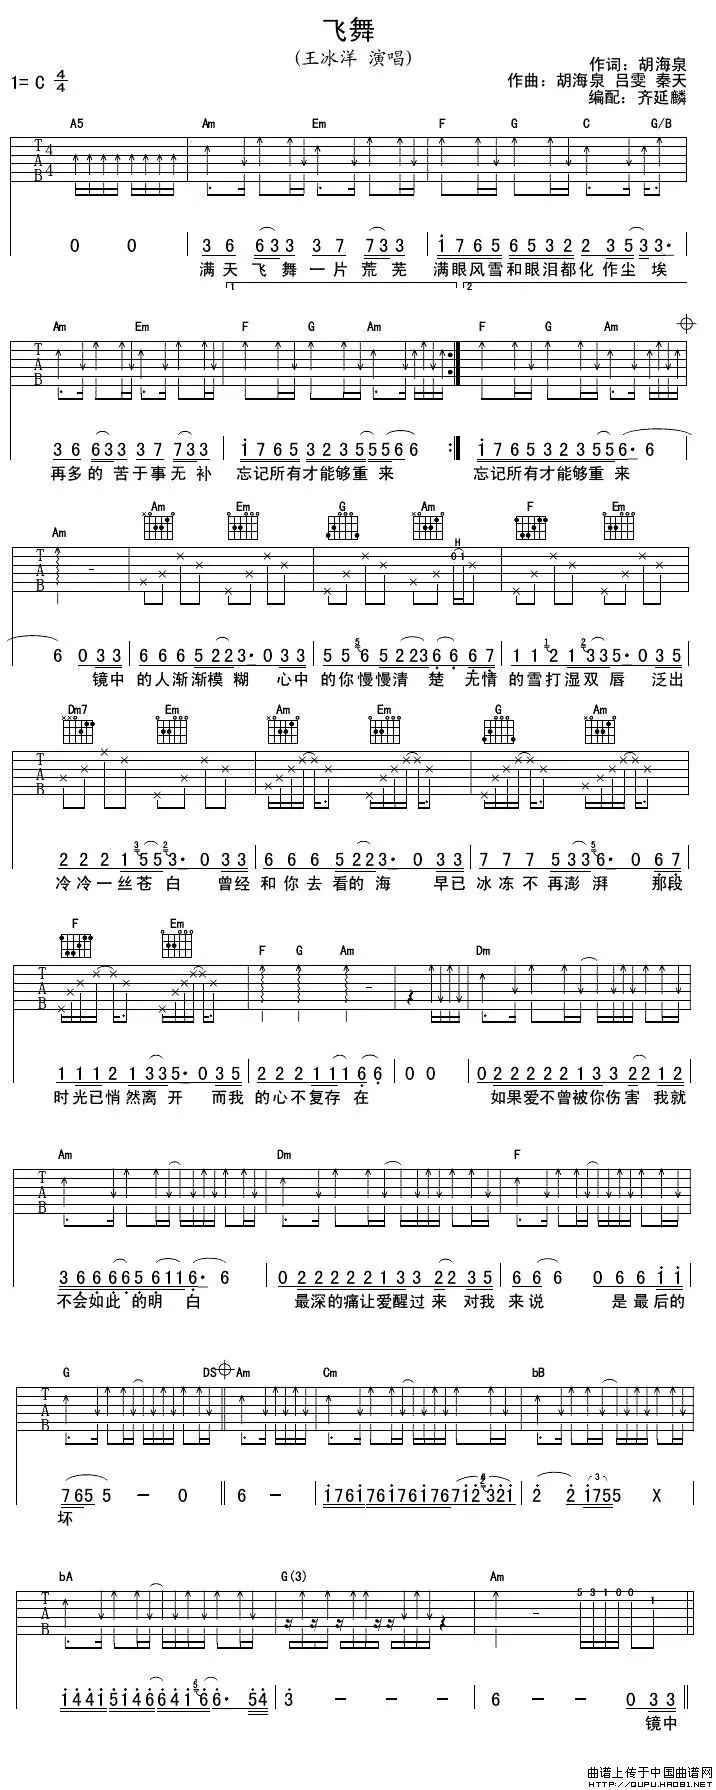 飞舞
(王冰洋 演唱)
作词：胡海泉
1= C 4/4
作曲：胡海泉 吕雯 秦天
编配：齐延麟
A5 Am Em F G C G/B
T A B 4 4
0 0 3 6 6 3 3 3 7 7 3 3 i 7 6 5 6 5 3 2 2 3 5 3 3·
满天飞舞一片荒芜 满眼风雪和眼泪都化作尘埃
1 2
Am Em F G Am F G Am
T A B
3 6 6 3 3 3 7 7 3 3 i 7 6 5 3 2 3 5 5 5 6 6 i 7 6 5 3 2 3 5 5 5 6· 6
再多的苦于事无补 忘记所有才能够重来 忘记所有才能够重来
Am Em G Am F Em
Am H
T A B 0 1
6 0 3 3 6 6 6 6 5 2 2 3· 0 3 3 5 5 6 5 2 2 3 6· 6 6 7 1 1 2 1 3 3 5· 0 3 5
镜中的人渐渐模糊 心中的你慢慢清楚 无情的雪打湿双唇 泛出
Dm7 Em Am Em G Am
T A B
2 2 2 1 5 5 3· 0 3 3 6 6 6 5 2 2 3· 0 3 3 7 7 7 5 3 3 6· 0 6 7
冷冷一丝苍白 曾经和你去看的海 早已冰冻不再澎湃 那段
F Em F G Am Dm
T A B
1 1 1 2 1 3 3 5· 0 3 5 2 2 2 1 1 1 6 6 0 0 0 2 2 2 2 2 1 3 3 2 2 1 2
时光已悄然离开 而我的心不复存在 如果爱不曾被你伤害 我就
Am Dm F
T A B
3 6 6 6 6 6 5 6 1 1 6· 6 0 2 2 2 2 2 1 3 3 2 2 3 5 6 6 6 0 6 i i
不会如此的明白 最深的痛让爱醒过来 对我来说 是最后的
G DS Am Cm bB
T A B
7 6 5 5 - 0 6 - i 7 6 i 7 6 i 7 6 i 7 6 7 i 2 3 2 i 2 2 i 7 5 5 X
坏
bA G(3) Am
T A B 5 3 1 0 0 1
i 4 4 i 5 i 4 6 6 4 i 6 6· 5 4 3 - - - 6 - - 0 3 3
镜中
曲谱上传于中国曲谱网
HTTP://QUPU.HAO81.NET